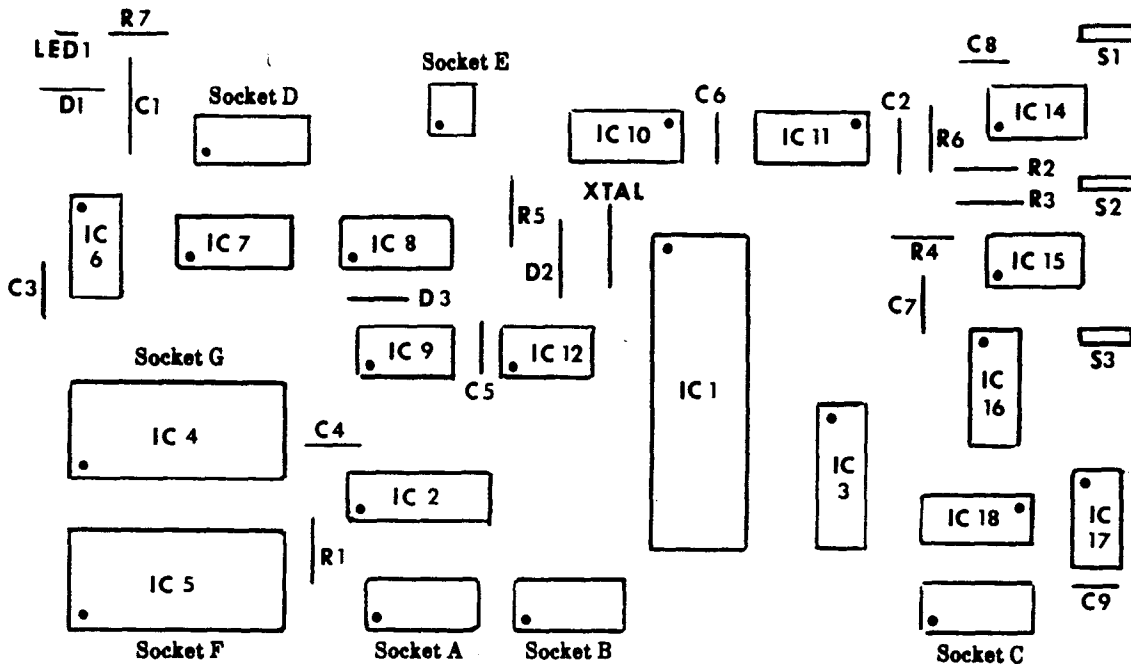 R7
LED1
D1
C1
Socket D
Socket E
C6
C2
C8
S1
IC 10
IC 11
R6
IC 14
R2
R3
S2
XTAL
IC 6
IC 7
IC 8
R5
D2
R4
IC 15
C3
D3
C7
Socket G
IC 9
C5
IC 12
IC 1
IC 16
S3
IC 4
C4
IC 2
IC 3
IC 18
IC 17
IC 5
R1
C9
Socket F
Socket A
Socket B
Socket C